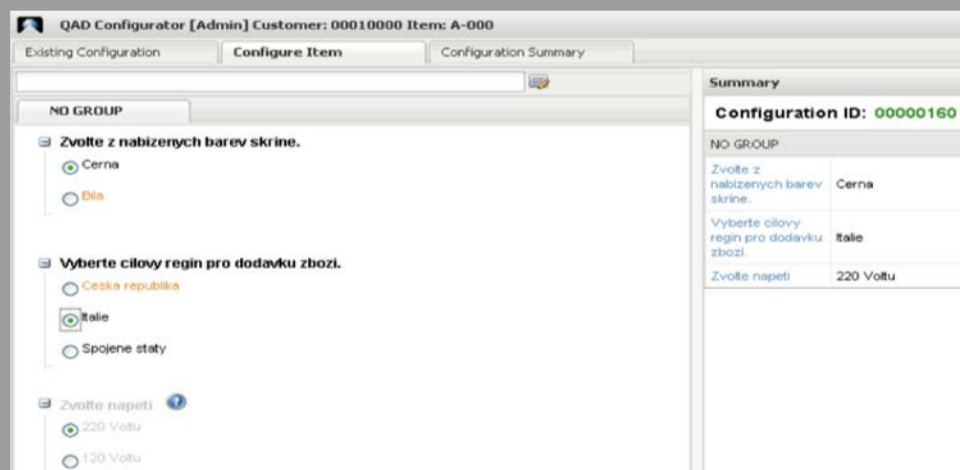 QAD Configurator [Admin] Customer: 00010000 Item: A-000
Existing Configuration
Configure Item
Configuration Summary
NO GROUP
Zvolte z nabizenych barev skrine.
Cerna
Bila
Vyberte cilovy regin pro dodavku zbozi.
Ceska republika
Italie
Spojene staty
Zvolte napeti
220 Voltu
120 Voltu
Summary
Configuration ID: 00000160
NO GROUP
Zvolte z
nabizenych barev
skrine.
Cerna
Vyberte cilovy
regin pro dodavku
zbozi.
Italie
Zvolte napeti
220 Voltu